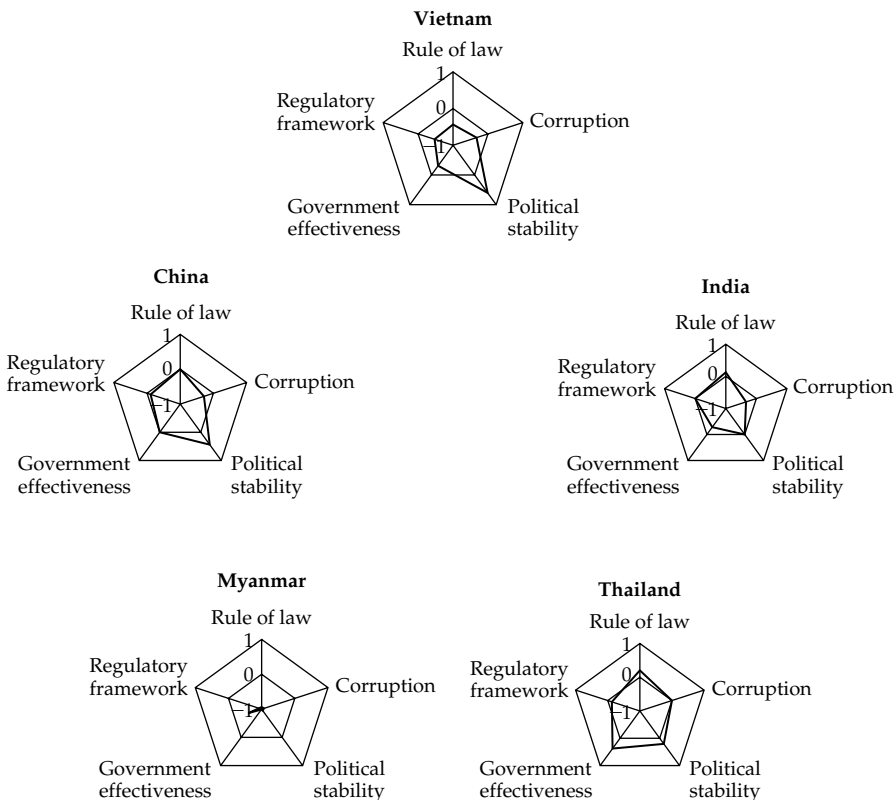 Vietnam
Rule of law
1
Regulatory
framework
0
Corruption
−1
Government
effectiveness
Political
stability
China
Rule of law
1
Regulatory
framework
0
Corruption
−1
Government
effectiveness
Political
stability
India
Rule of law
1
Regulatory
framework
0
Corruption
−1
Government
effectiveness
Political
stability
Myanmar
Rule of law
1
Regulatory
framework
0
Corruption
−1
Government
effectiveness
Political
stability
Thailand
Rule of law
1
Regulatory
framework
0
Corruption
−1
Government
effectiveness
Political
stability